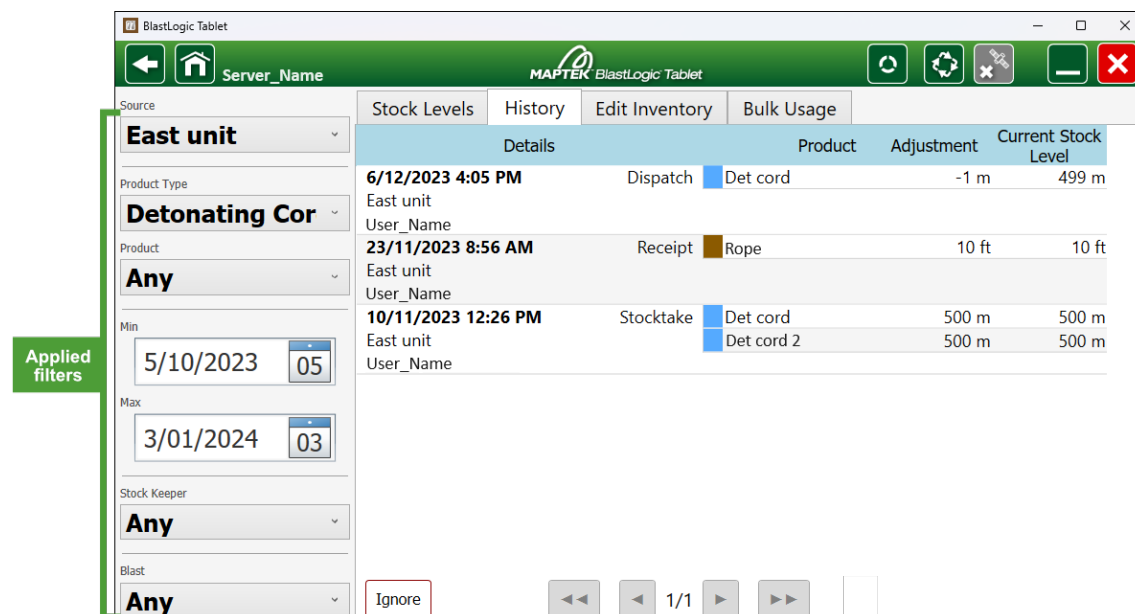 BlastLogic Tablet
Server_Name
MAPTEK BlastLogic Tablet
Applied
filters
Source
East unit
Product Type
Detonating Cor
Product
Any
Min
5/10/2023
05
Max
3/01/2024
03
Stock Keeper
Any
Blast
Any
Stock Levels History Edit Inventory Bulk Usage
Details Product Adjustment Current Stock
Level
6/12/2023 4:05 PM Dispatch Det cord -1 m 499 m
East unit
User_Name
23/11/2023 8:56 AM Receipt Rope 10 ft 10 ft
East unit
User_Name
10/11/2023 12:26 PM Stocktake Det cord 500 m 500 m
East unit Det cord 2 500 m 500 m
User_Name
Ignore 1/1